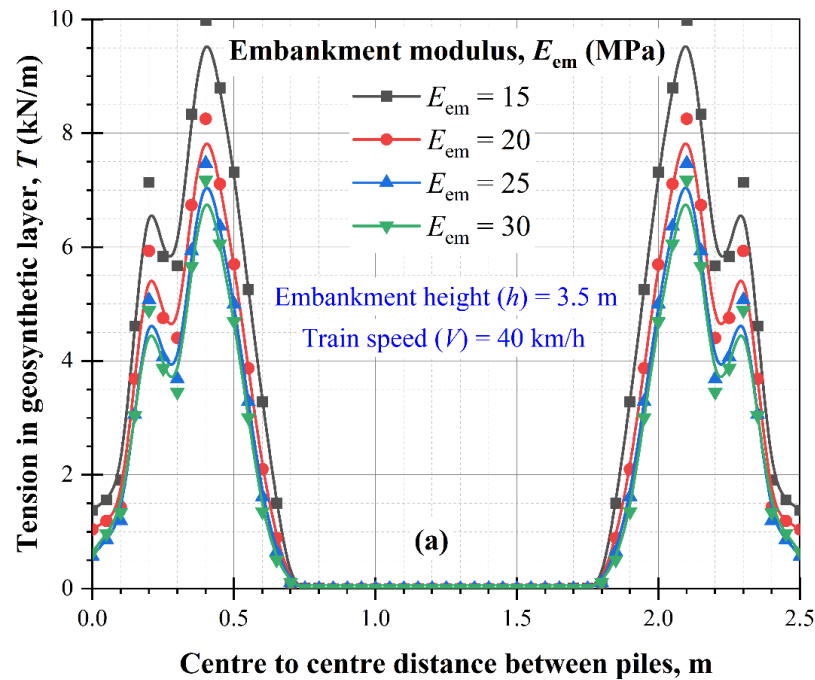 Embankment modulus, Eem (MPa)
Eem = 15
Eem = 20
Eem = 25
Eem = 30
Embankment height (h) = 3.5 m
Train speed (V) = 40 km/h
(a)
Tension in geosynthetic layer, T (kN/m)
10
8
6
4
2
0
0.0 0.5 1.0 1.5 2.0 2.5
Centre to centre distance between piles, m